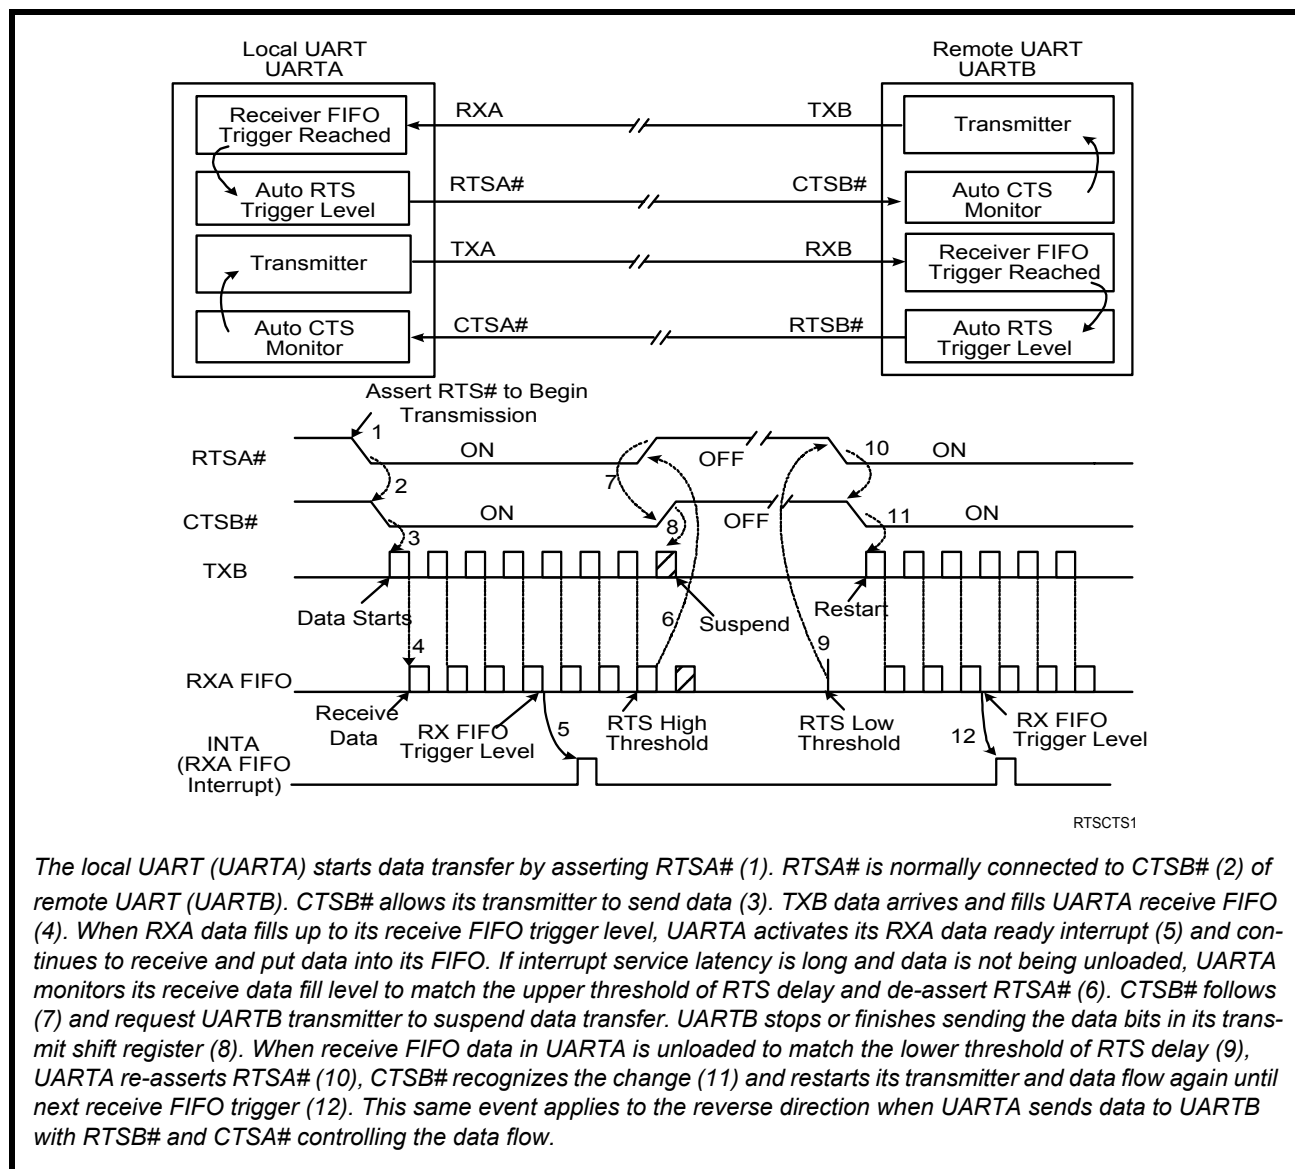 Local UART
UARTA
Remote UART
UARTB
Receiver FIFO
Trigger Reached
RXA
TXB
Transmitter
Auto RTS
Trigger Level
RTSA#
CTSB#
Auto CTS
Monitor
Transmitter
TXA
RXB
Receiver FIFO
Trigger Reached
Auto CTS
Monitor
CTSA#
RTSB#
Auto RTS
Trigger Level
Assert RTS# to Begin
Transmission
1
RTSA#
ON
7
OFF
10
ON
2
CTSB#
ON
8
OFF
11
ON
3
TXB
Data Starts
6
Suspend
Restart
4
9
RXA FIFO
Receive
Data
RX FIFO
Trigger Level
5
RTS High
Threshold
RTS Low
Threshold
12
RX FIFO
Trigger Level
INTA
(RXA FIFO
Interrupt)
RTSCTS1
The local UART (UARTA) starts data transfer by asserting RTSA# (1). RTSA# is normally connected to CTSB# (2) of
remote UART (UARTB). CTSB# allows its transmitter to send data (3). TXB data arrives and fills UARTA receive FIFO
(4). When RXA data fills up to its receive FIFO trigger level, UARTA activates its RXA data ready interrupt (5) and con-
tinues to receive and put data into its FIFO. If interrupt service latency is long and data is not being unloaded, UARTA
monitors its receive data fill level to match the upper threshold of RTS delay and de-assert RTSA# (6). CTSB# follows
(7) and request UARTB transmitter to suspend data transfer. UARTB stops or finishes sending the data bits in its trans-
mit shift register (8). When receive FIFO data in UARTA is unloaded to match the lower threshold of RTS delay (9),
UARTA re-asserts RTSA# (10), CTSB# recognizes the change (11) and restarts its transmitter and data flow again until
next receive FIFO trigger (12). This same event applies to the reverse direction when UARTA sends data to UARTB
with RTSB# and CTSA# controlling the data flow.